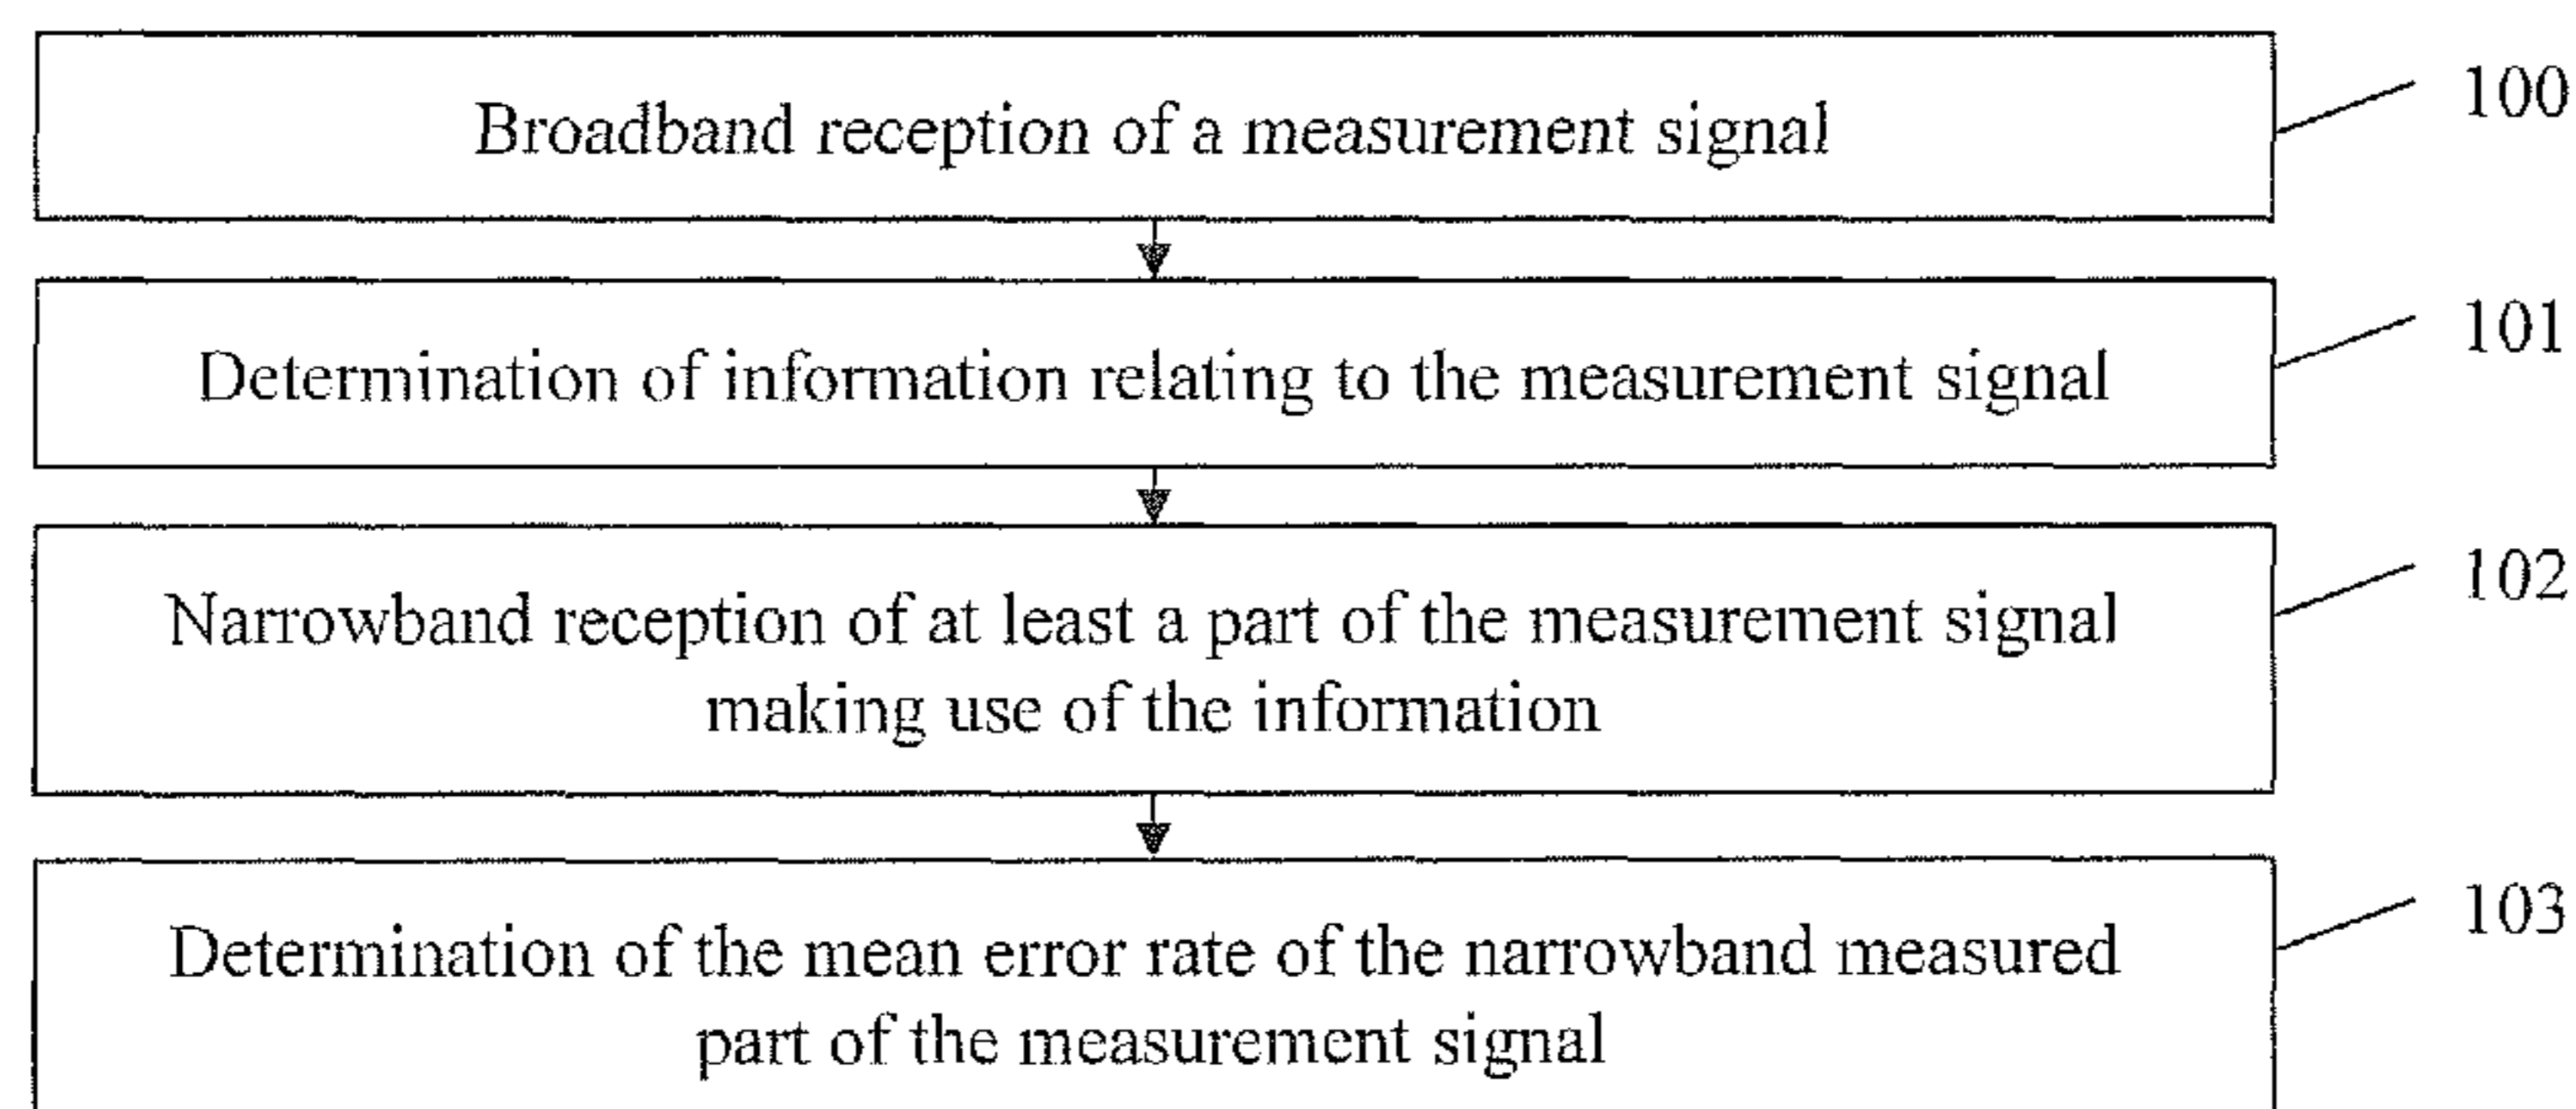 Broadband reception of a measurement signal
100
Determination of information relating to the measurement signal
101
Narrowband reception of at least a part of the measurement signal
making use of the information
102
Determination of the mean error rate of the narrowband measured
part of the measurement signal
103